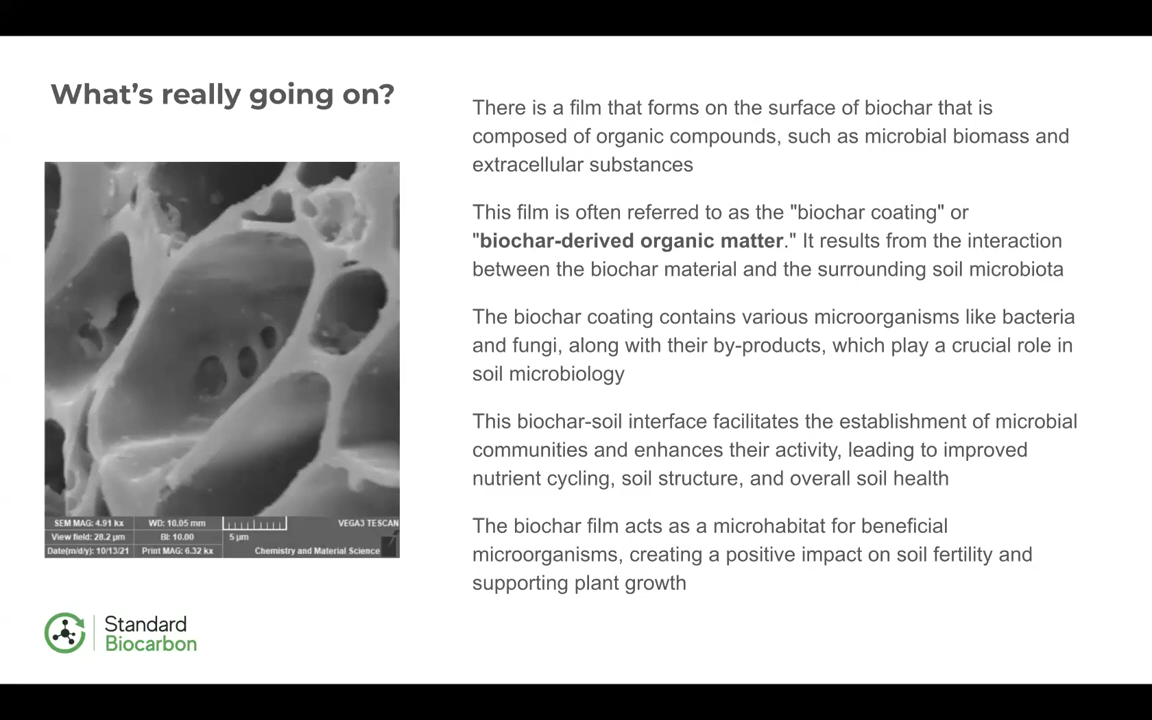 What's really going on?
There is a film that forms on the surface of biochar that is
composed of organic compounds, such as microbial biomass and
extracellular substances
This film is often referred to as the "biochar coating" or
"biochar-derived organic matter." It results from the interaction
between the biochar material and the surrounding soil microbiota
The biochar coating contains various microorganisms like bacteria
and fungi, along with their by-products, which play a crucial role in
soil microbiology
This biochar-soil interface facilitates the establishment of microbial
communities and enhances their activity, leading to improved
nutrient cycling, soil structure, and overall soil health
The biochar film acts as a microhabitat for beneficial
microorganisms, creating a positive impact on soil fertility and
supporting plant growth
SEM MAG: 4.91 kx WD: 10.05 mm VEGA3 TESCAN
View field: 28.2 µm BI: 10.00 5 µm
Date(m/d/y): 10/13/21 Print MAG: 6.32 kx Chemistry and Material Science
Standard
Biocarbon